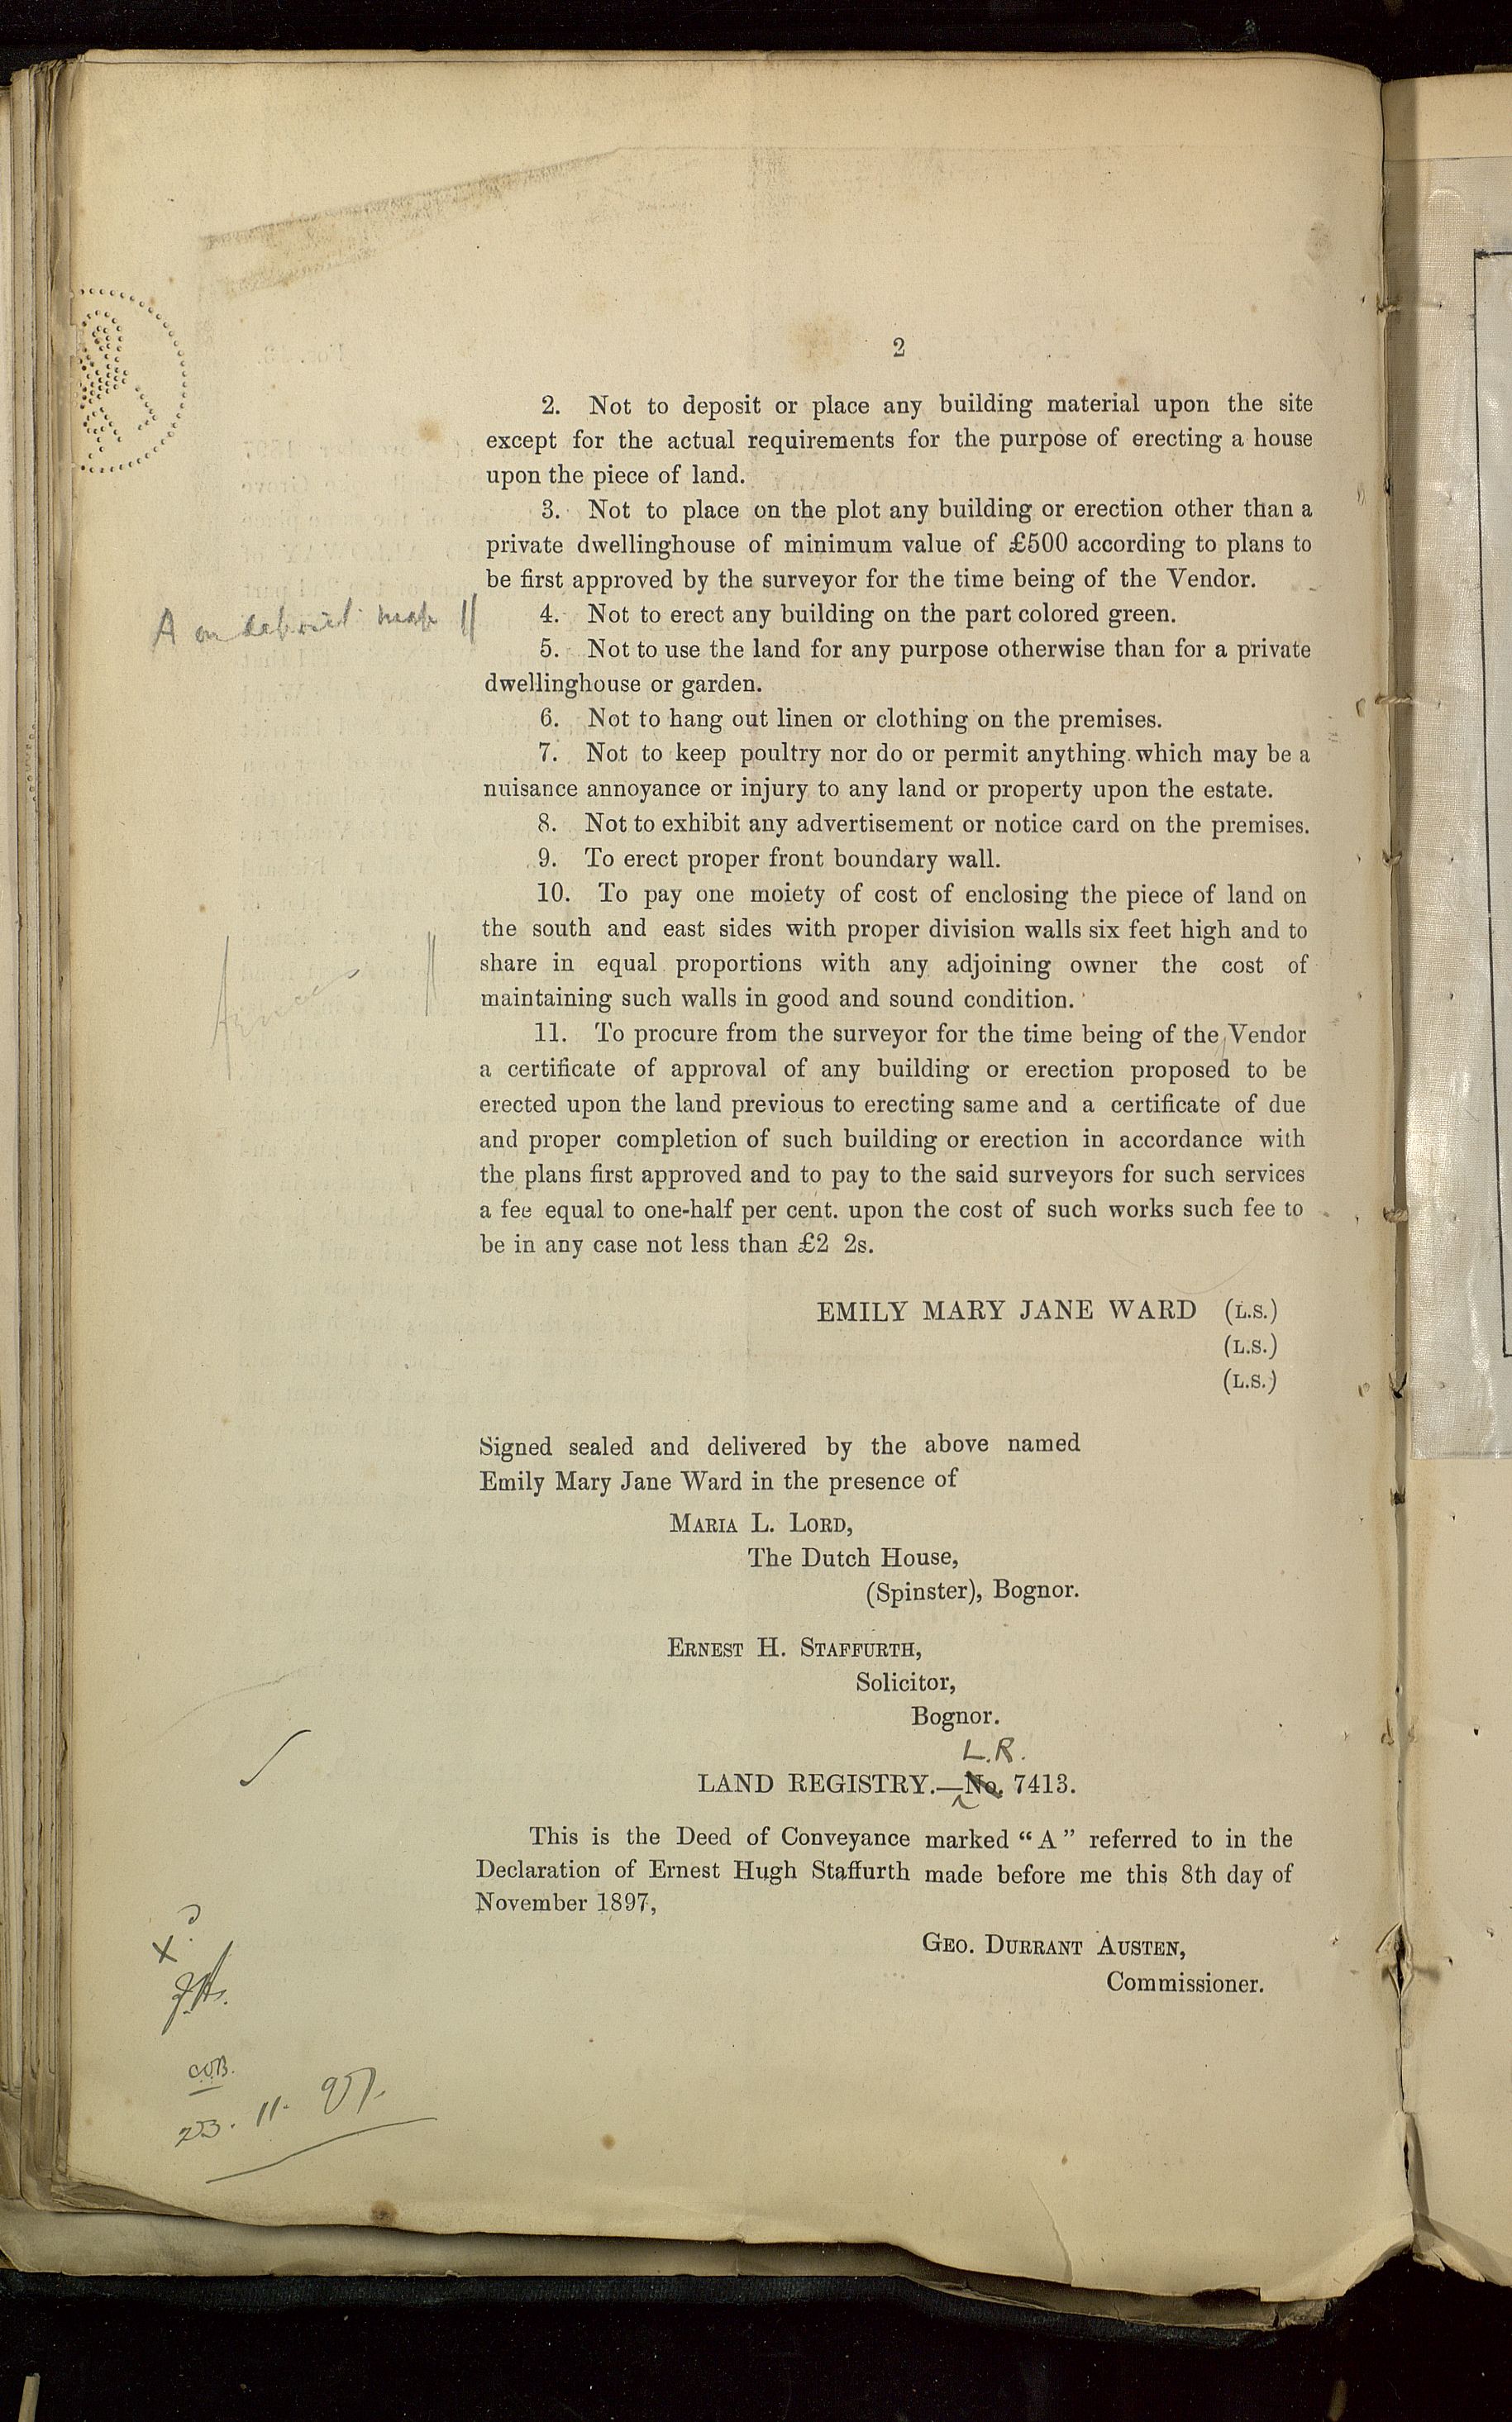 2
2. Not to deposit or place any building material upon the site
except for the actual requirements for the purpose of erecting a house
upon the piece of land.
3. Not to place on the plot any building or erection other than a
private dwellinghouse of minimum value of £500 according to plans to
be first approved by the surveyor for the time being of the Vendor.
A on deposit map
4. Not to erect any building on the part colored green.
5. Not to use the land for any purpose otherwise than for a private
dwellinghouse or garden.
6. Not to hang out linen or clothing on the premises.
7. Not to keep poultry nor do or permit anything which may be a
nuisance annoyance or injury to any land or property upon the estate.
8. Not to exhibit any advertisement or notice card on the premises.
9. To erect proper front boundary wall.
10. To pay one moiety of cost of enclosing the piece of land on
the south and east sides with proper division walls six feet high and to
share in equal proportions with any adjoining owner the cost of
maintaining such walls in good and sound condition.
11. To procure from the surveyor for the time being of the Vendor
a certificate of approval of any building or erection proposed to be
erected upon the land previous to erecting same and a certificate of due
and proper completion of such building or erection in accordance with
the plans first approved and to pay to the said surveyors for such services
a fee equal to one-half per cent. upon the cost of such works such fee to
be in any case not less than £2 2s.
EMILY MARY JANE WARD (L.S.)
(L.S.)
(L.S.)
Signed sealed and delivered by the above named
Emily Mary Jane Ward in the presence of
MARIA L. LORD,
The Dutch House,
(Spinster), Bognor.
ERNEST H. STAFFURTH,
Solicitor,
Bognor.
L.R.
LAND REGISTRY.—No. 7413.
This is the Deed of Conveyance marked "A" referred to in the
Declaration of Ernest Hugh Staffurth made before me this 8th day of
November 1897,
GEO. DURRANT AUSTEN,
Commissioner.
23. 11. 97.